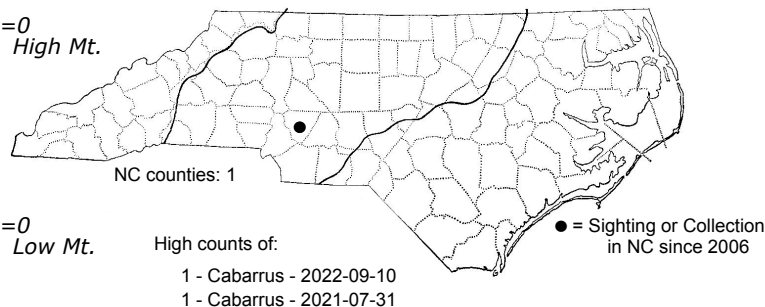 =0
High Mt.
NC counties: 1
=0
Low Mt.
High counts of:
1 - Cabarrus - 2022-09-10
1 - Cabarrus - 2021-07-31
● = Sighting or Collection
in NC since 2006